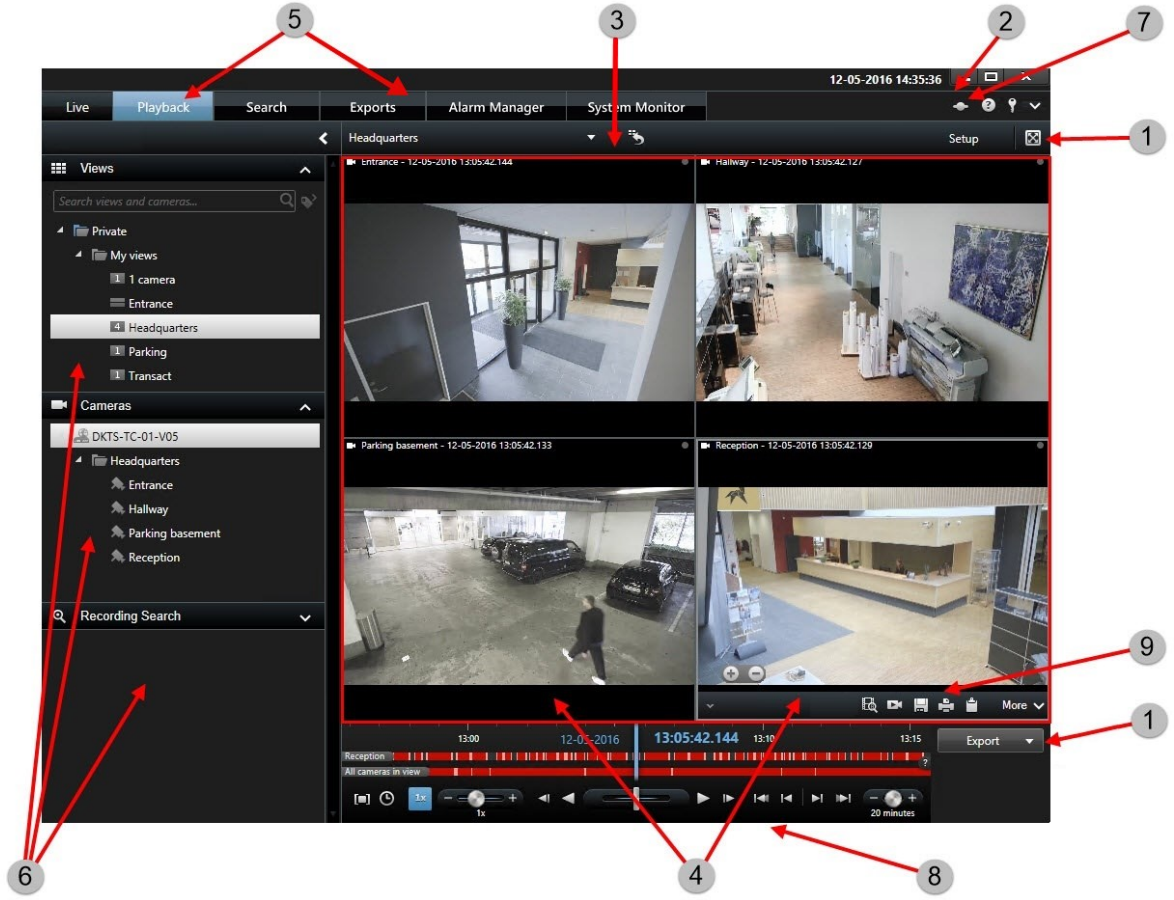 5
3
2
7
12-05-2016 14:35:36
Live
Playback
Search
Exports
Alarm Manager
System Monitor
Headquarters
Setup
1
Views
Search views and cameras...
Private
My views
1 1 camera
Entrance
4 Headquarters
1 Parking
1 Transact
Cameras
DKTS-TC-01-V05
Headquarters
Entrance
Hallway
Parking basement
Reception
Recording Search
Entrance - 12-05-2016 13:05:42.144
Hallway - 12-05-2016 13:05:42.127
Parking basement - 12-05-2016 13:05:42.133
Reception - 12-05-2016 13:05:42.129
9
More
13:00
12-05-2016
13:05:42.144
13:10
13:15
Export
1
Reception
?
All cameras in view
1x
1x
20 minutes
6
4
8